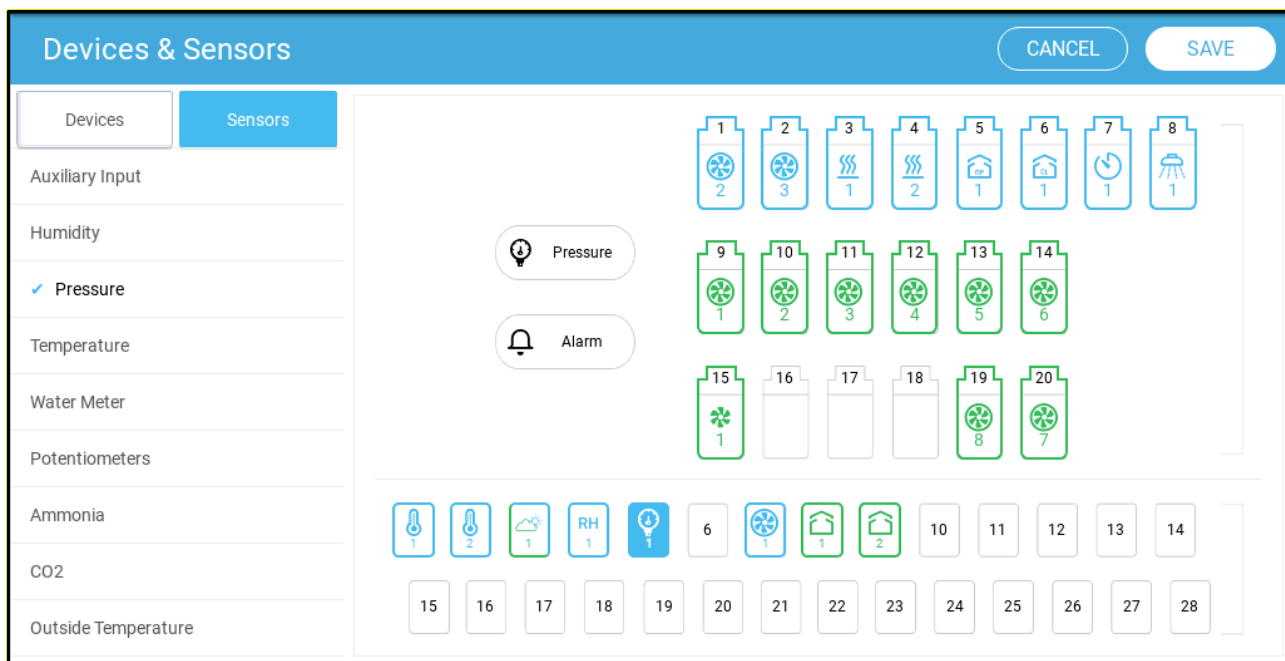 Devices & Sensors
CANCEL
SAVE
Devices
Sensors
Auxiliary Input
Humidity
✔ Pressure
Temperature
Water Meter
Potentiometers
Ammonia
CO2
Outside Temperature
Pressure
Alarm
1 2 3 4 5 6 7 8
OP CL
2 3 1 2 1 1 1 1
9 10 11 12 13 14
1 2 3 4 5 6
15 16 17 18 19 20
1 8 7
RH 6 10 11 12 13 14
1 2 1 1 1 1 1 2
15 16 17 18 19 20 21 22 23 24 25 26 27 28